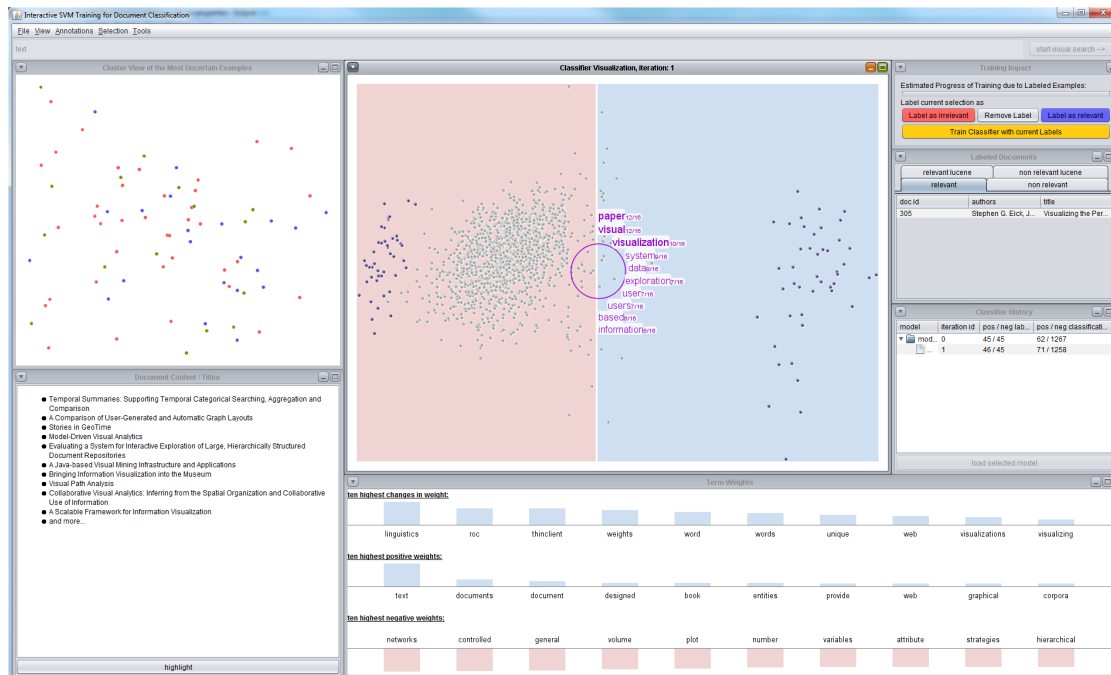 Interactive SVM Training for Document Classification
File View Annotations Selection Tools
text
start visual search -->
Cluster View of the Most Uncertain Examples
Classifier Visualization, iteration: 1
paper 12/16
visual 12/16
visualization 10/16
system 9/16
data 8/16
exploration 7/16
user 7/16
users 7/16
based 6/16
information 6/16
Training Impact
Estimated Progress of Training due to Labeled Examples:
Label current selection as
Label as irrelevant Remove Label Label as relevant
Train Classifier with current Labels
Labeled Documents
relevant lucene non relevant lucene
relevant non relevant
doc id authors title
305 Stephen G. Eick, J... Visualizing the Per...
Classifier History
model iteration id pos / neg lab... pos / neg classificati...
mod... 0 45 / 45 62 / 1267
... 1 46 / 45 71 / 1258
load selected model
Document Content / Titles
Temporal Summaries: Supporting Temporal Categorical Searching, Aggregation and
Comparison
A Comparison of User-Generated and Automatic Graph Layouts
Stories in GeoTime
Model-Driven Visual Analytics
Evaluating a System for Interactive Exploration of Large, Hierarchically Structured
Document Repositories
A Java-based Visual Mining Infrastructure and Applications
Bringing Information Visualization into the Museum
Visual Path Analysis
Collaborative Visual Analytics: Inferring from the Spatial Organization and Collaborative
Use of Information
A Scalable Framework for Information Visualization
and more...
highlight
Term Weights
ten highest changes in weight:
linguistics roc thinclient weights word words unique web visualizations visualizing
ten highest positive weights:
text documents document designed book entities provide web graphical corpora
ten highest negative weights:
networks controlled general volume plot number variables attribute strategies hierarchical